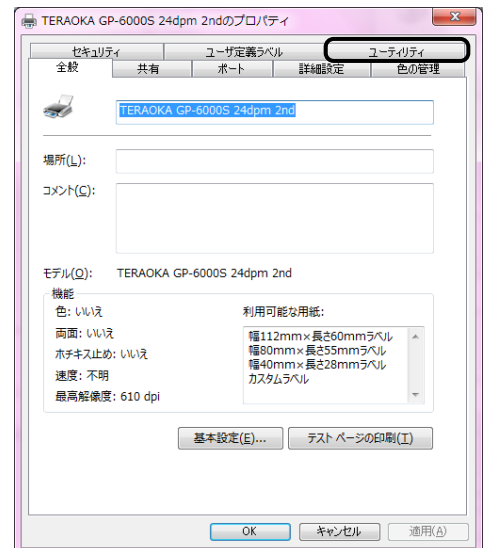 TERAOKA GP-6000S 24dpm 2ndのプロパティ
セキュリティ ユーザ定義ラベル ユーティリティ
全般 共有 ポート 詳細設定 色の管理
TERAOKA GP-6000S 24dpm 2nd
場所(L):
コメント(C):
モデル(O): TERAOKA GP-6000S 24dpm 2nd
機能
色: いいえ 利用可能な用紙:
両面: いいえ 幅112mm×長さ60mmラベル
ホチキス止め: いいえ 幅80mm×長さ55mmラベル
速度: 不明 幅40mm×長さ28mmラベル
カスタムラベル
最高解像度: 610 dpi
基本設定(E)... テスト ページの印刷(T)
OK キャンセル 適用(A)